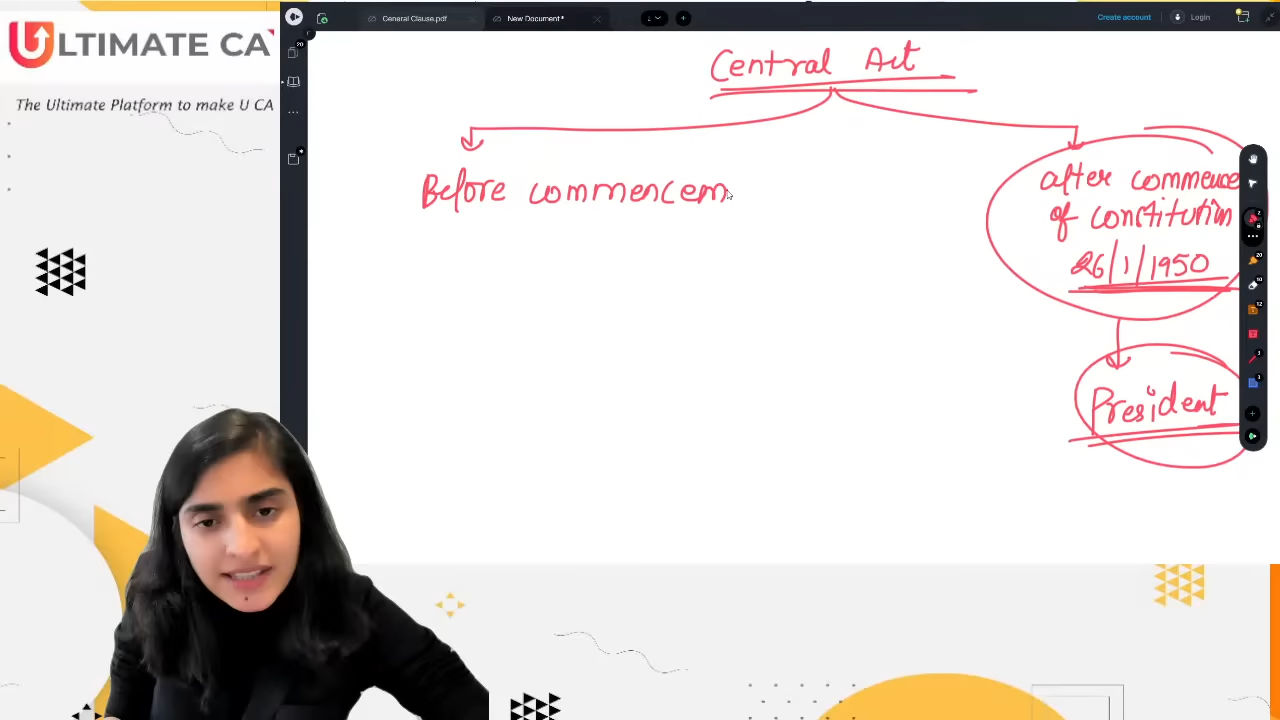 General Clause.pdf
New Document*
Create account
Login
ULTIMATE CA
The Ultimate Platform to make U CA
Central Act
Before commencem
after commence
of constitution
26/1/1950
President